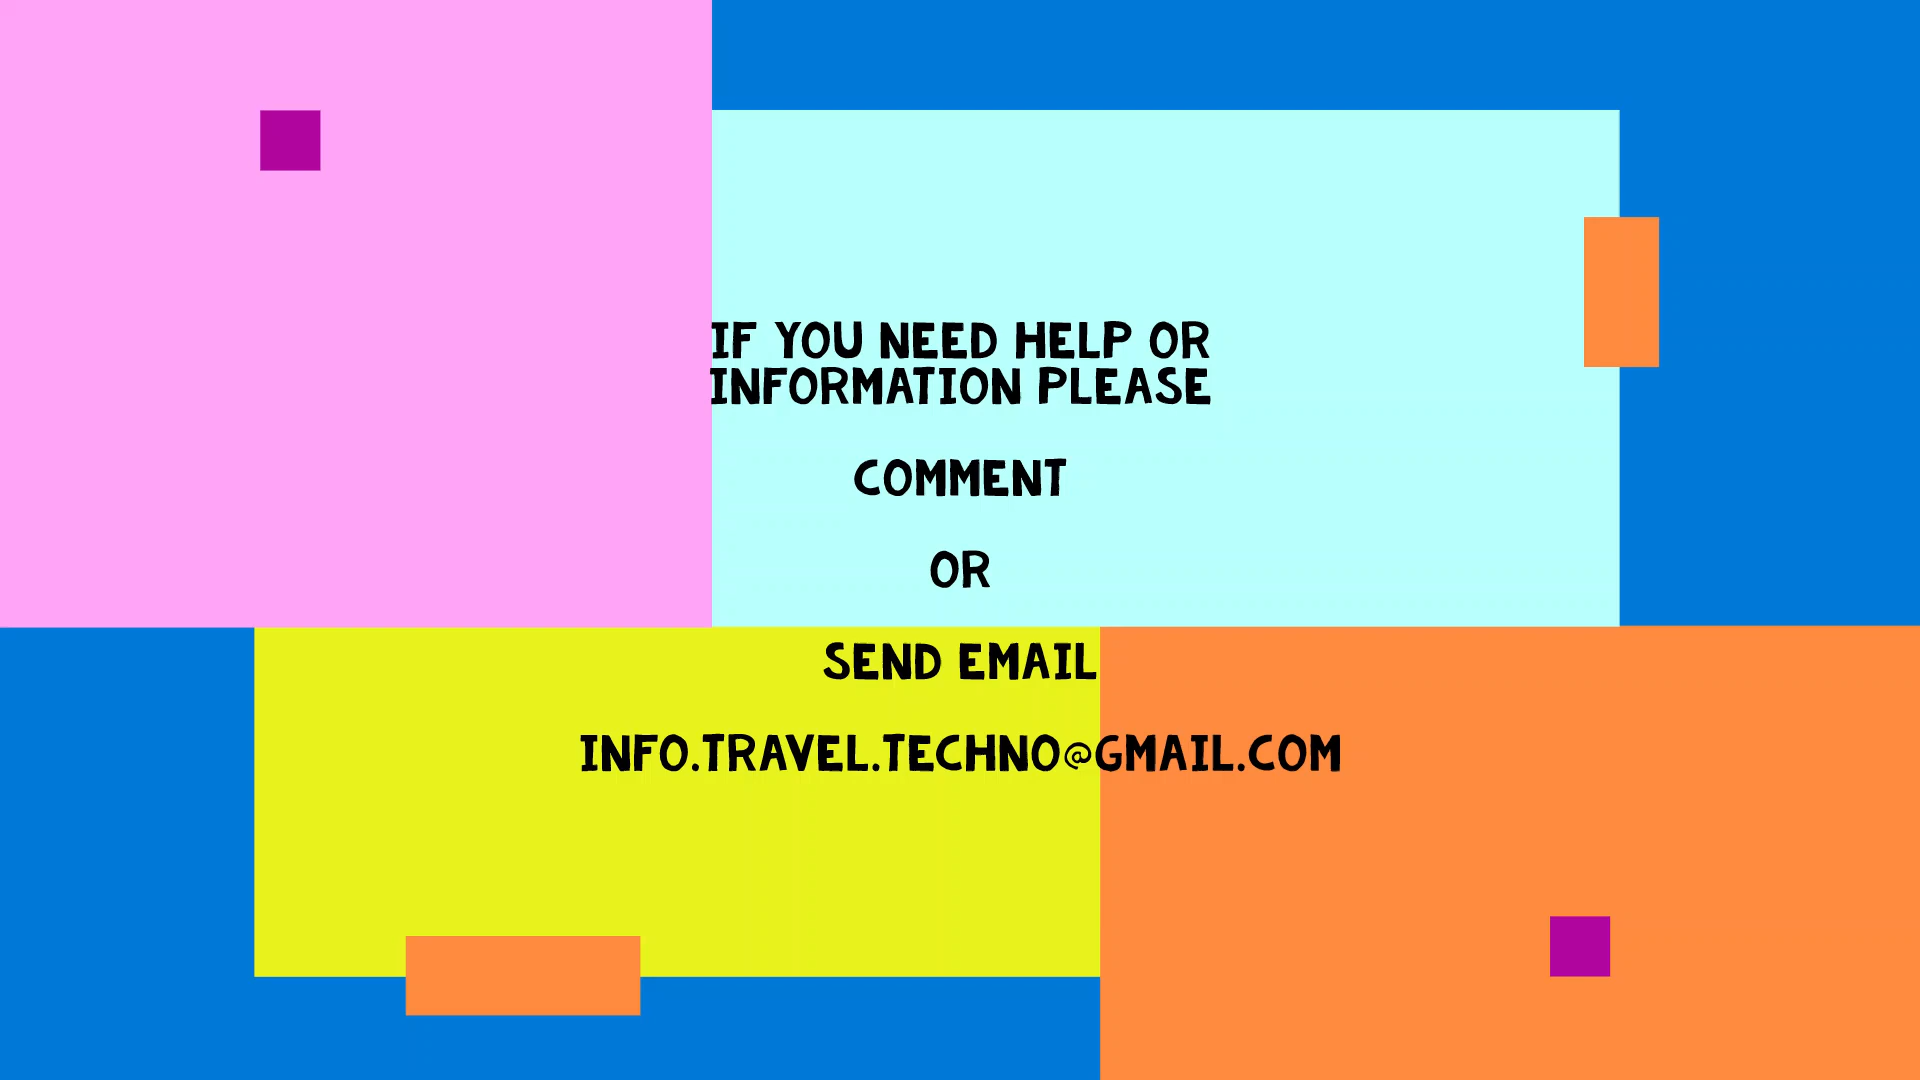 IF YOU NEED HELP OR
INFORMATION PLEASE
COMMENT
OR
SEND EMAIL
INFO.TRAVEL.TECHNO@GMAIL.COM